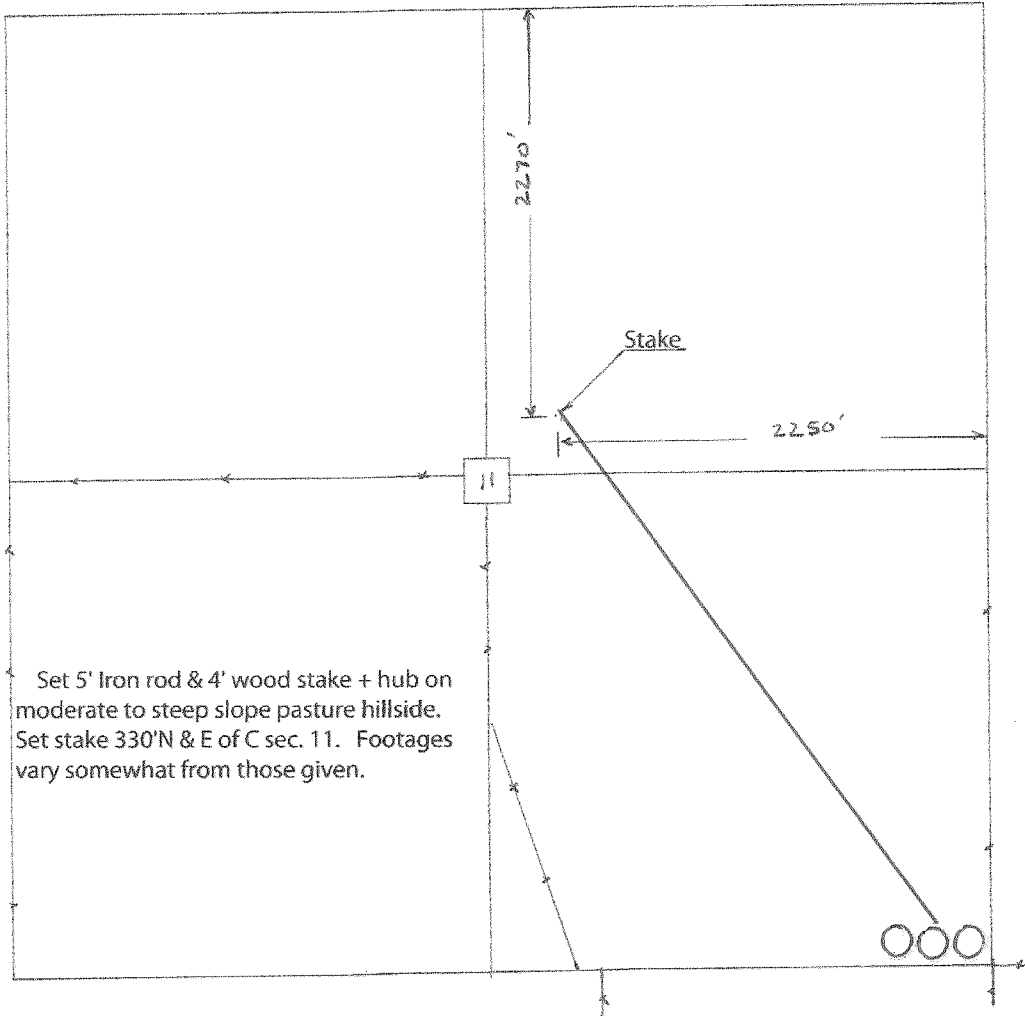 2270'
Stake
2250'
11
Set 5' Iron rod & 4' wood stake + hub on
moderate to steep slope pasture hillside.
Set stake 330'N & E of C sec. 11. Footages
vary somewhat from those given.